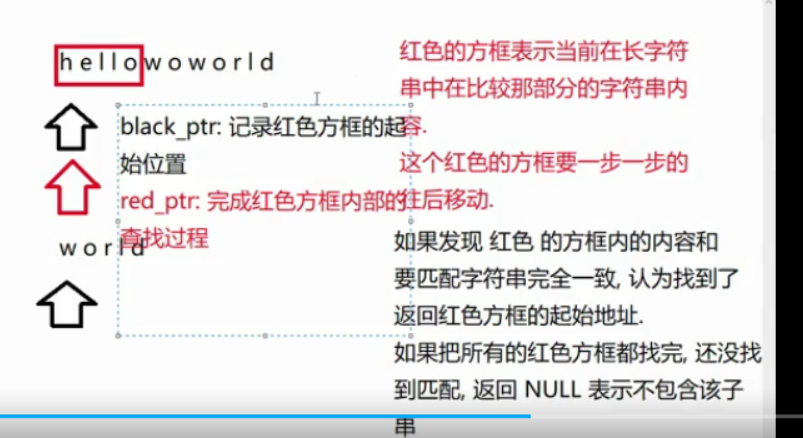 hellowoworld
black_ptr: 记录红色方框的起
始位置
red_ptr: 完成红色方框内部的
查找过程
world
红色的方框表示当前在长字符
串中在比较那部分的字符串内
容.
这个红色的方框要一步一步的
往后移动.
如果发现 红色 的方框内的内容和
要匹配字符串完全一致, 认为找到了
返回红色方框的起始地址.
如果把所有的红色方框都找完, 还没找
到匹配, 返回 NULL 表示不包含该子
串